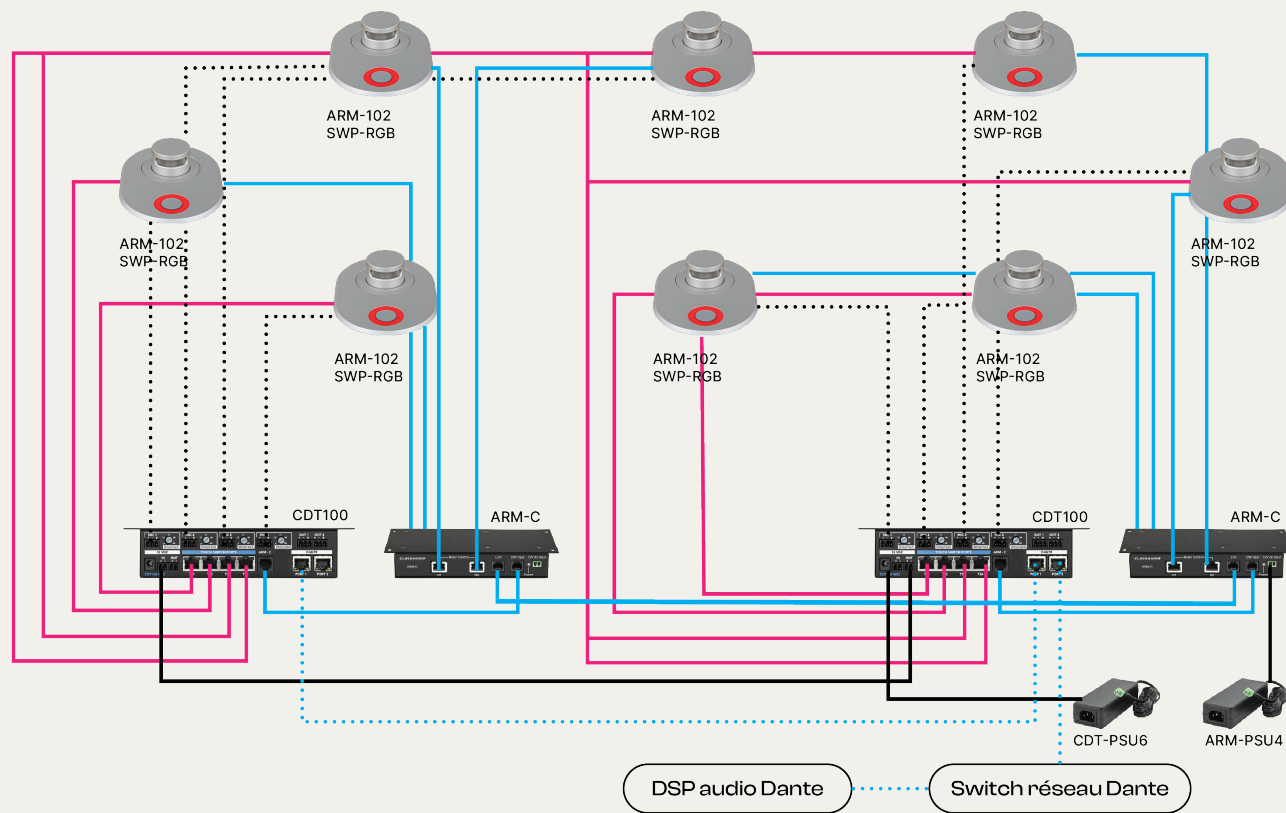 ARM-102
SWP-RGB
ARM-102
SWP-RGB
ARM-102
SWP-RGB
ARM-102
SWP-RGB
ARM-102
SWP-RGB
ARM-102
SWP-RGB
ARM-102
SWP-RGB
ARM-102
SWP-RGB
CDT100
ARM-C
CDT100
ARM-C
CDT-PSU6
ARM-PSU4
DSP audio Dante
Switch réseau Dante